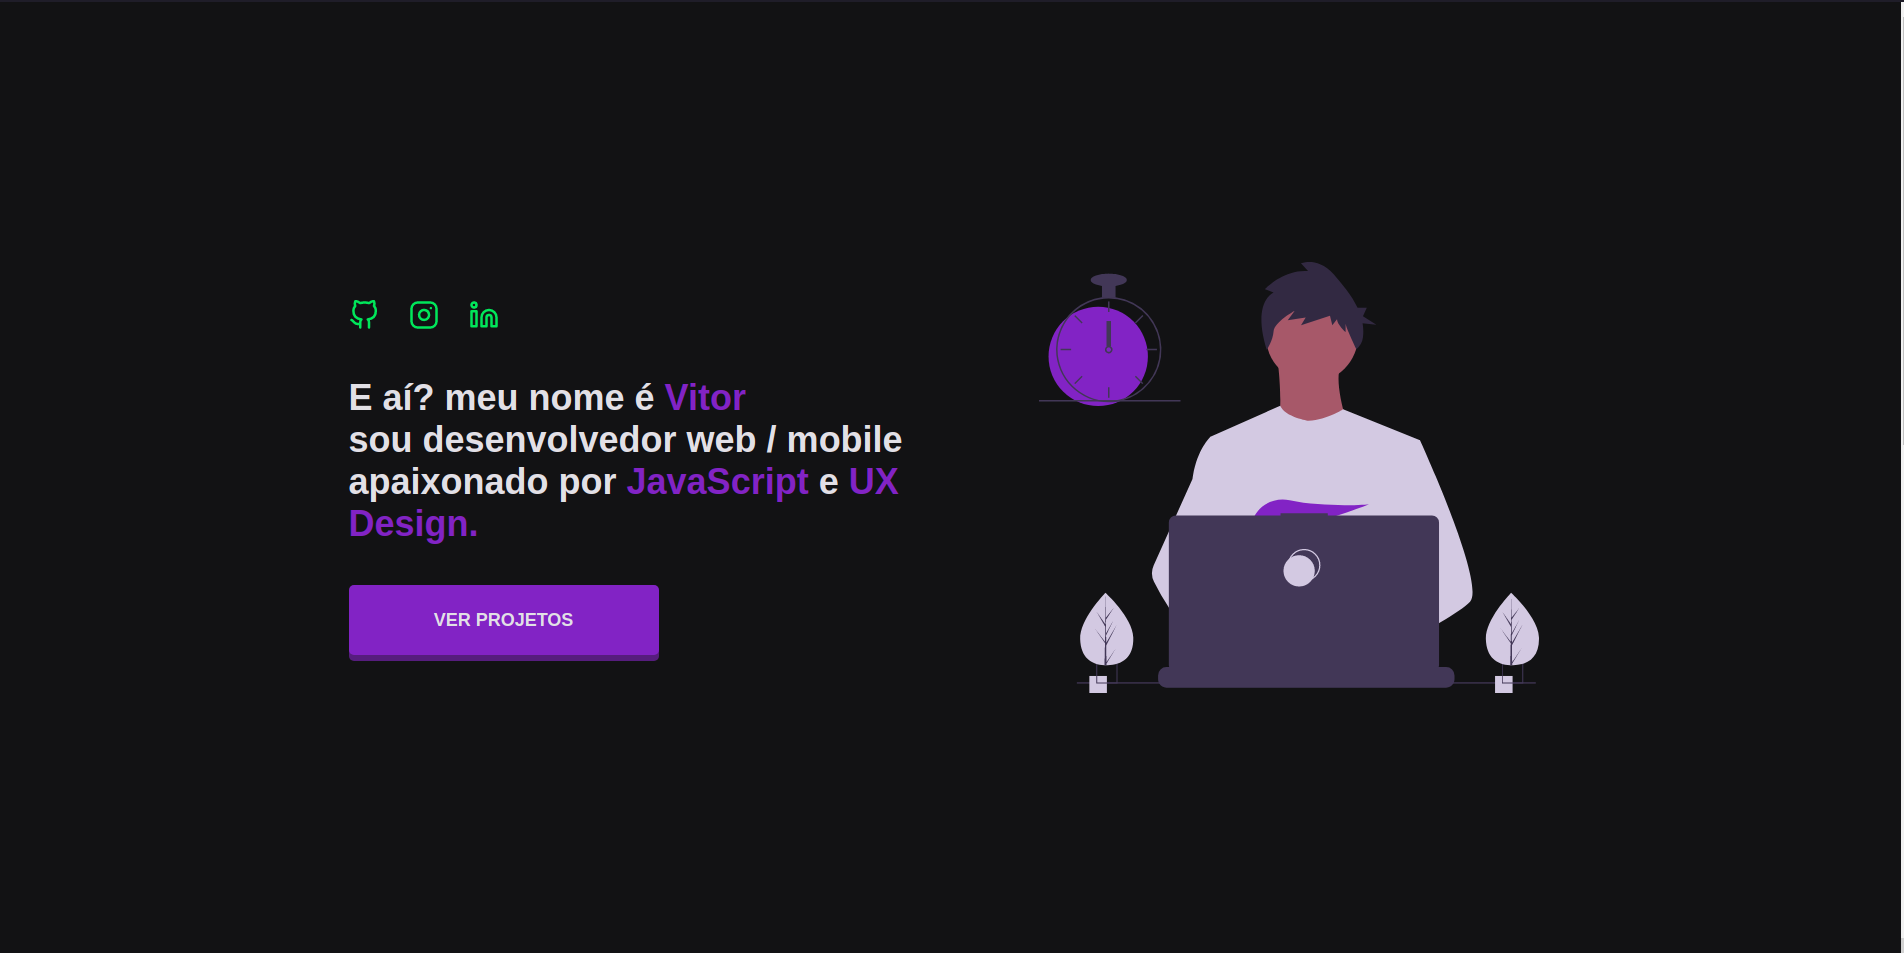 E aí? meu nome é Vitor
sou desenvolvedor web / mobile
apaixonado por JavaScript e UX
Design.
VER PROJETOS